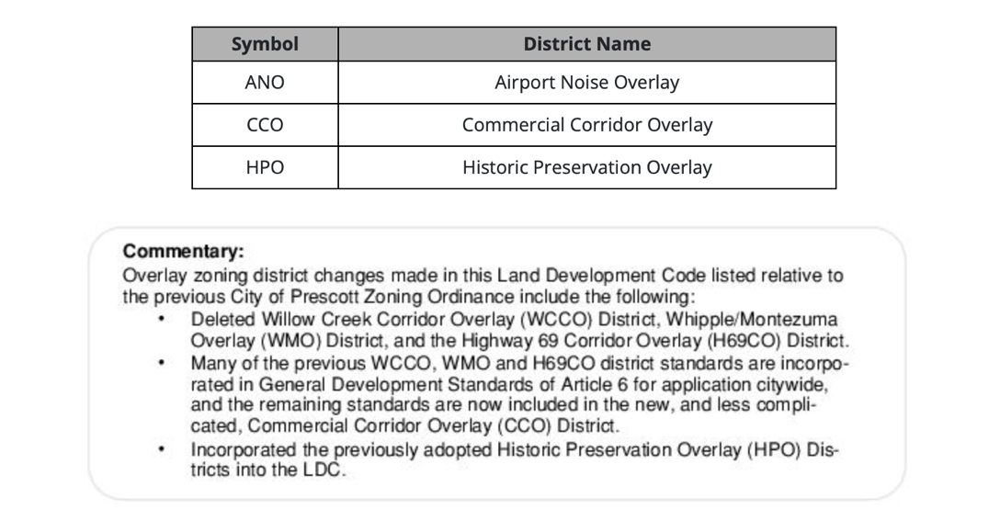 Symbol District Name
ANO Airport Noise Overlay
CCO Commercial Corridor Overlay
HPO Historic Preservation Overlay
Commentary:
Overlay zoning district changes made in this Land Development Code listed relative to
the previous City of Prescott Zoning Ordinance include the following:
• Deleted Willow Creek Corridor Overlay (WCCO) District, Whipple/Montezuma
Overlay (WMO) District, and the Highway 69 Corridor Overlay (H69CO) District.
• Many of the previous WCCO, WMO and H69CO district standards are incorpo-
rated in General Development Standards of Article 6 for application citywide,
and the remaining standards are now included in the new, and less compli-
cated, Commercial Corridor Overlay (CCO) District.
• Incorporated the previously adopted Historic Preservation Overlay (HPO) Dis-
tricts into the LDC.